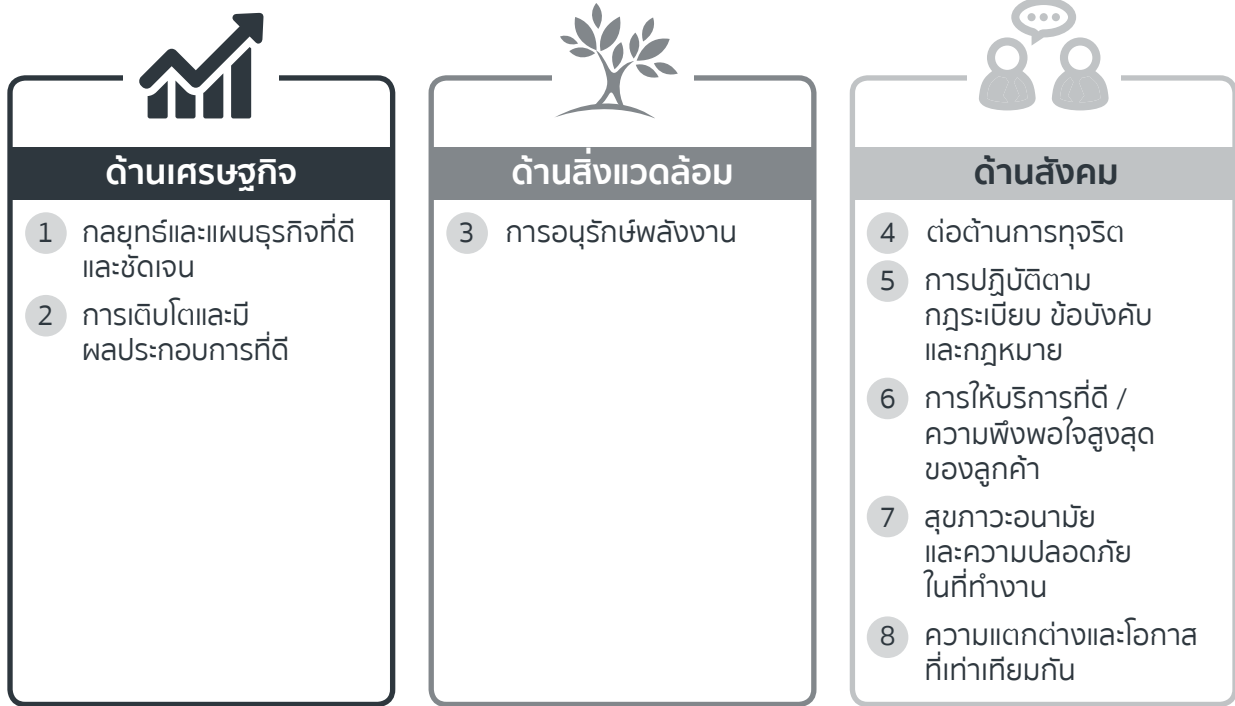 ด้านเศรษฐกิจ
1 กลยุทธ์และแผนธุรกิจที่ดี
และชัดเจน
2 การเติบโตและมี
ผลประกอบการที่ดี
ด้านสิ่งแวดล้อม
3 การอนุรักษ์พลังงาน
ด้านสังคม
4 ต่อต้านการทุจริต
5 การปฏิบัติตาม
กฎระเบียบ ข้อบังคับ
และกฎหมาย
6 การให้บริการที่ดี /
ความพึงพอใจสูงสุด
ของลูกค้า
7 สุขภาวะอนามัย
และความปลอดภัย
ในที่ทำงาน
8 ความแตกต่างและโอกาส
ที่เท่าเทียมกัน